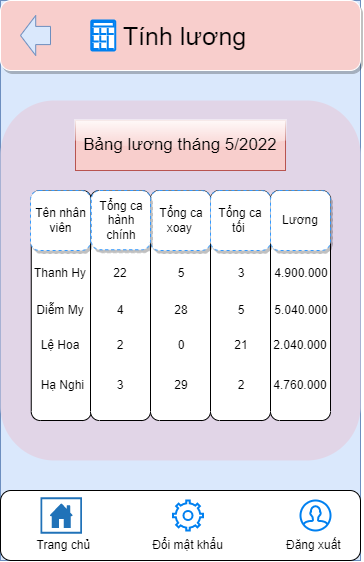 Tính lương
Bảng lương tháng 5/2022
Tên nhân viên
Tổng ca hành chính
Tổng ca xoay
Tổng ca tối
Lương
Thanh Hy 22 5 3 4.900.000
Diễm My 4 28 5 5.040.000
Lệ Hoa 2 0 21 2.040.000
Hạ Nghi 3 29 2 4.760.000
Trang chủ Đổi mật khẩu Đăng xuất